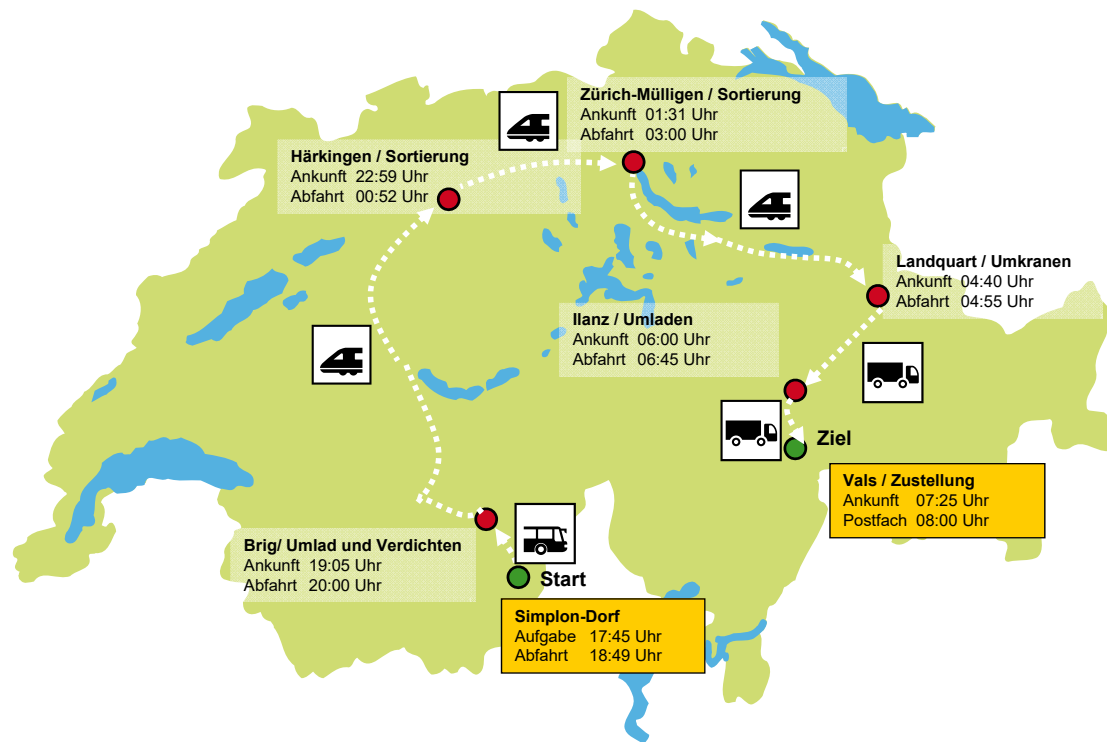 Zürich-Mülligen / Sortierung
Ankunft 01:31 Uhr
Abfahrt 03:00 Uhr
Härkingen / Sortierung
Ankunft 22:59 Uhr
Abfahrt 00:52 Uhr
Landquart / Umkranen
Ankunft 04:40 Uhr
Abfahrt 04:55 Uhr
Ilanz / Umladen
Ankunft 06:00 Uhr
Abfahrt 06:45 Uhr
Ziel
Vals / Zustellung
Ankunft 07:25 Uhr
Postfach 08:00 Uhr
Brig/ Umlad und Verdichten
Ankunft 19:05 Uhr
Abfahrt 20:00 Uhr
Start
Simplon-Dorf
Aufgabe 17:45 Uhr
Abfahrt 18:49 Uhr